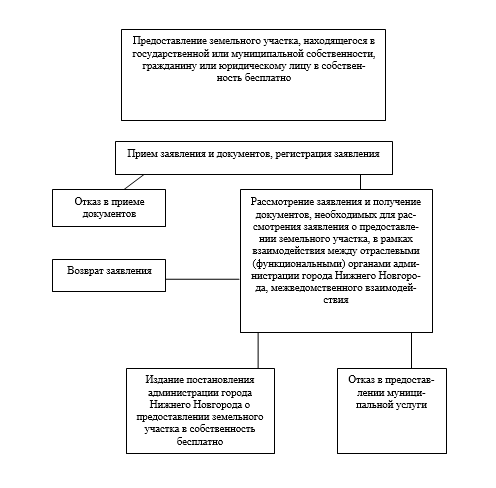 Предоставление земельного участка, находящегося в
государственной или муниципальной собственности,
гражданину или юридическому лицу в собствен-
ность бесплатно
Прием заявления и документов, регистрация заявления
Отказ в приеме
документов
Рассмотрение заявления и получение
документов, необходимых для рас-
смотрения заявления о предоставле-
нии земельного участка, в рамках
взаимодействия между отраслевыми
(функциональными) органами адми-
нистрации города Нижнего Новгоро-
да, межведомственного взаимодей-
ствия
Возврат заявления
Издание постановления
администрации города
Нижнего Новгорода о
предоставлении земельного
участка в собственность
бесплатно
Отказ в предостав-
лении муници-
пальной услуги